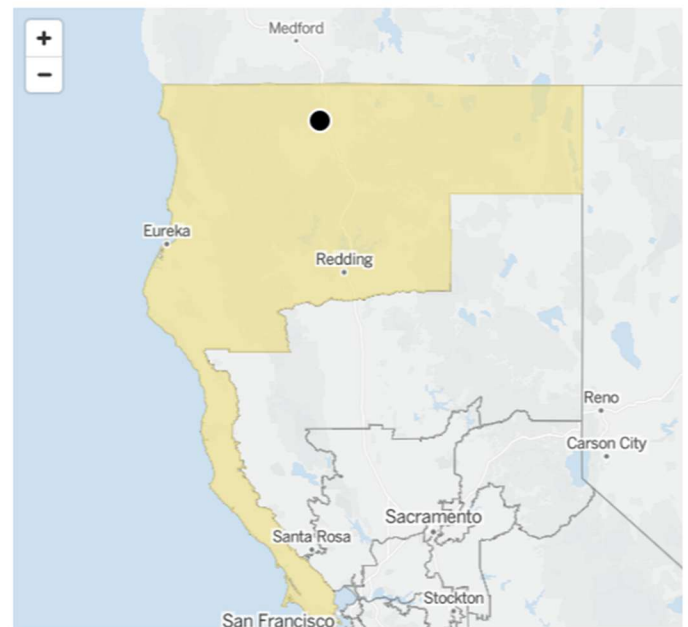 Medford
+
−
Eureka
Redding
Reno
Carson City
Sacramento
Santa Rosa
Stockton
San Francisco